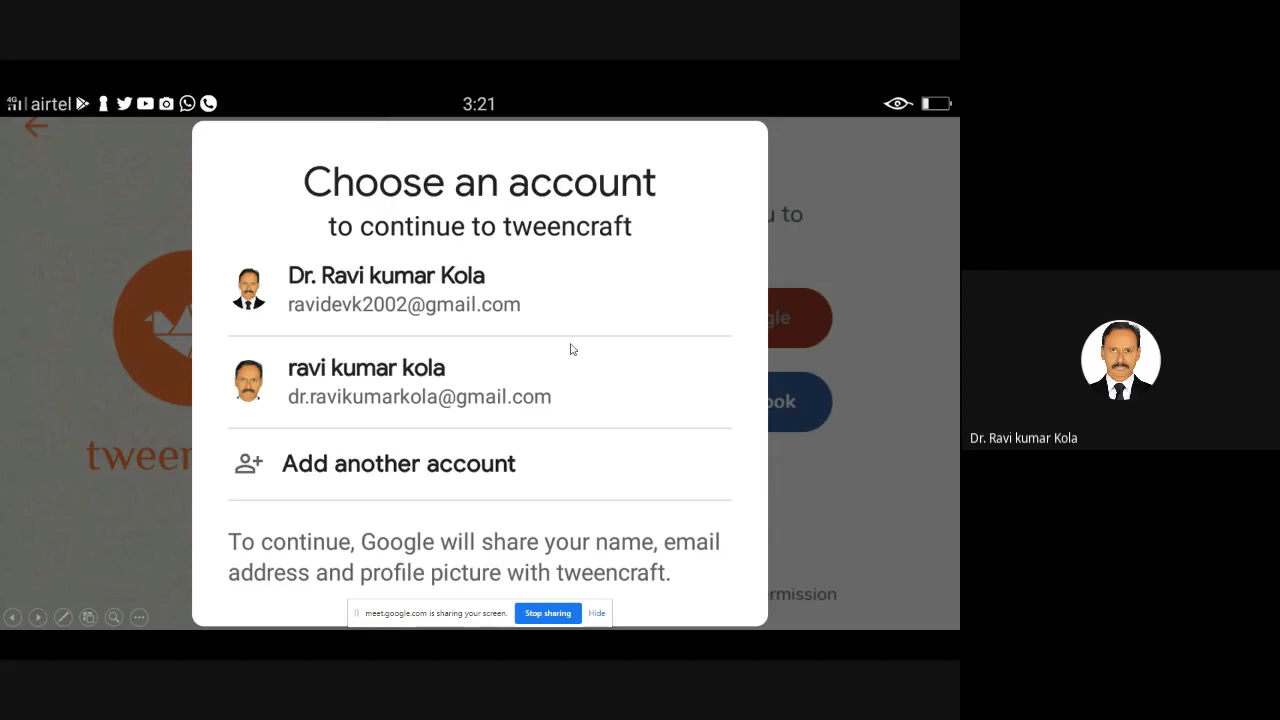 4G airtel
3:21
Choose an account
to continue to tweencraft
Dr. Ravi kumar Kola
ravidevk2002@gmail.com
ravi kumar kola
dr.ravikumarkola@gmail.com
Add another account
To continue, Google will share your name, email
address and profile picture with tweencraft.
meet.google.com is sharing your screen.
Stop sharing
Hide
to
Dr. Ravi kumar Kola